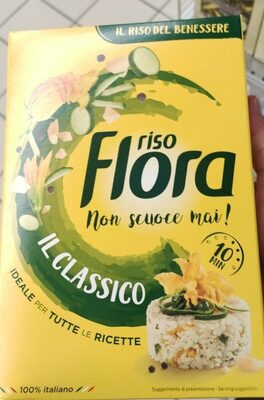 IL RISO DEL BENESSERE
riso
Flora
Non scuoce mai!
10
MIN
IL CLASSICO
IDEALE PER TUTTE LE RICETTE
100% italiano
Suggerimento di presentazione - Serving suggestion